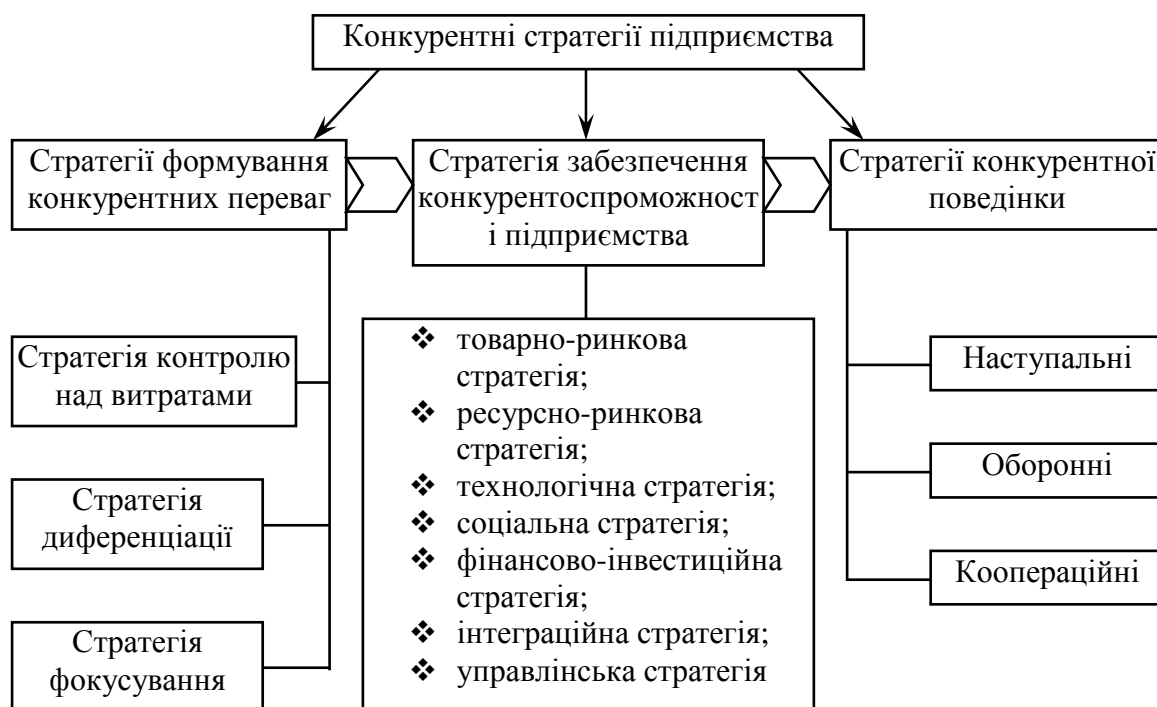 Конкурентні стратегії підприємства
Стратегії формування
конкурентних переваг
Стратегія забезпечення
конкурентоспроможност
і підприємства
Стратегії конкурентної
поведінки
Стратегія контролю
над витратами
Стратегія
диференціації
Стратегія
фокусування
❖ товарно-ринкова
стратегія;
❖ ресурсно-ринкова
стратегія;
❖ технологічна стратегія;
❖ соціальна стратегія;
❖ фінансово-інвестиційна
стратегія;
❖ інтеграційна стратегія;
❖ управлінська стратегія
Наступальні
Оборонні
Коопераційні